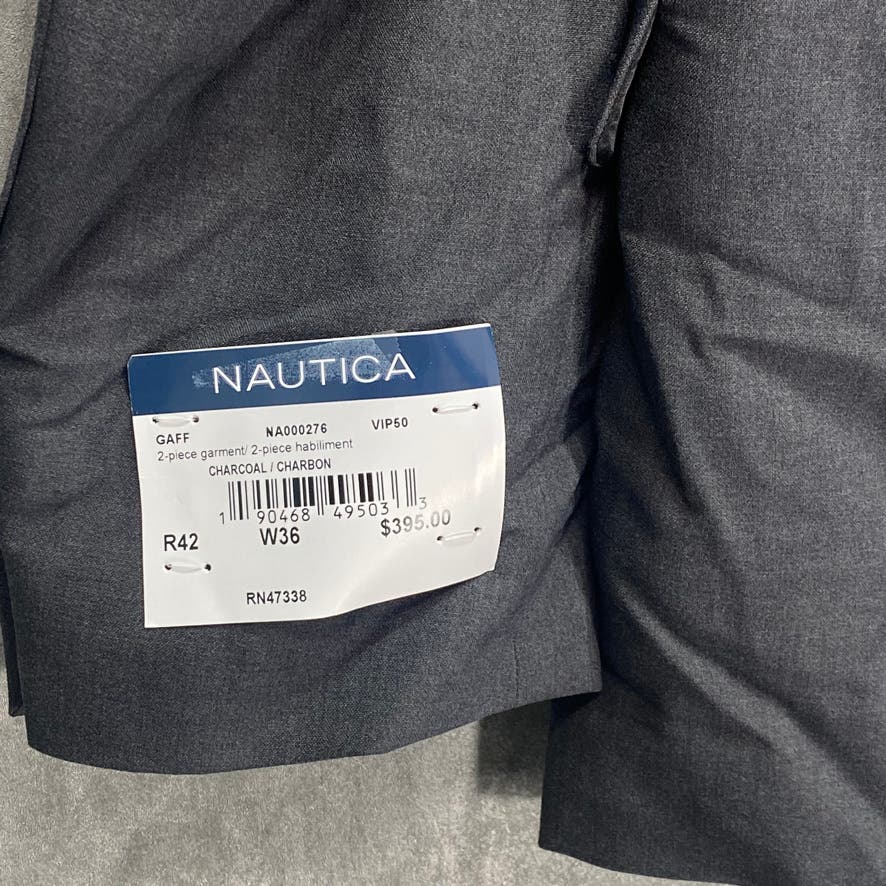 NAUTICA
GAFF NA000276 VIP50
2-piece garment/ 2-piece habiliment
CHARCOAL / CHARBON
1 90468 49503 3
R42 W36 $395.00
RN47338